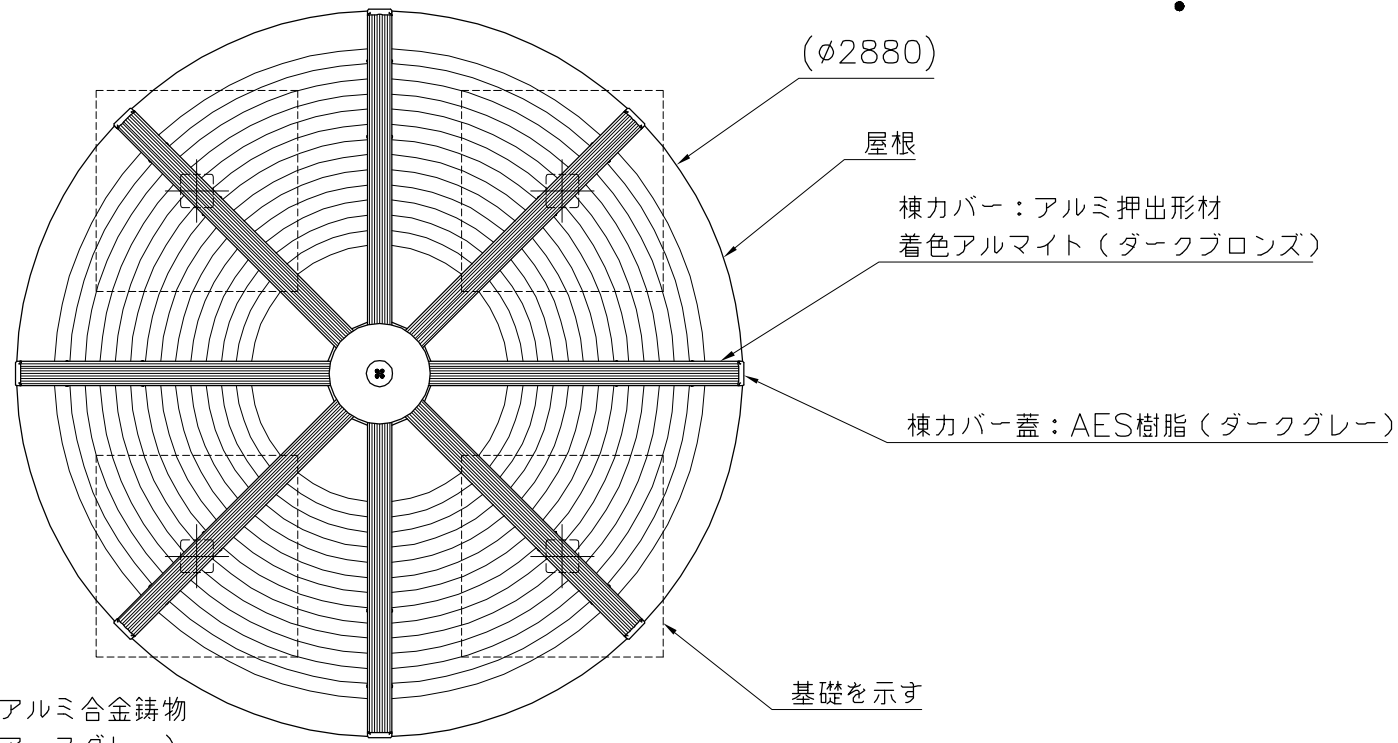 (φ2880)
屋根
棟カバー：アルミ押出形材
着色アルマイト（ダークブロンズ）
棟カバー蓋：AES樹脂（ダークグレー）
基礎を示す
アルミ合金鋳物